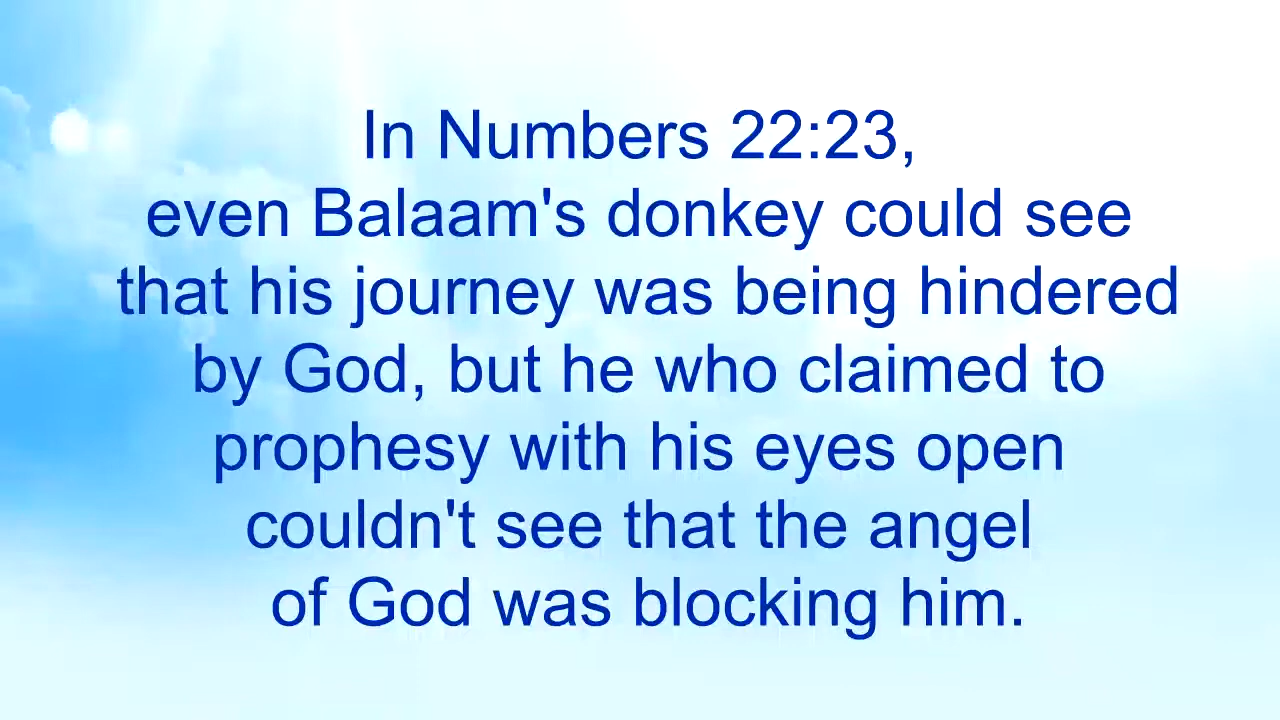 In Numbers 22:23,
even Balaam's donkey could see
that his journey was being hindered
by God, but he who claimed to
prophesy with his eyes open
couldn't see that the angel
of God was blocking him.